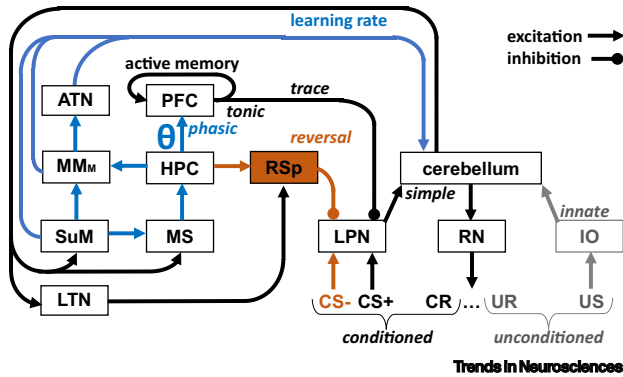 learning rate
excitation
inhibition
active memory
ATN
PFC
trace
tonic
θ
phasic
reversal
MMM
HPC
RSp
cerebellum
simple
innate
SuM
MS
LPN
RN
IO
LTN
CS- CS+ CR ... UR US
conditioned
unconditioned
Trends in Neurosciences